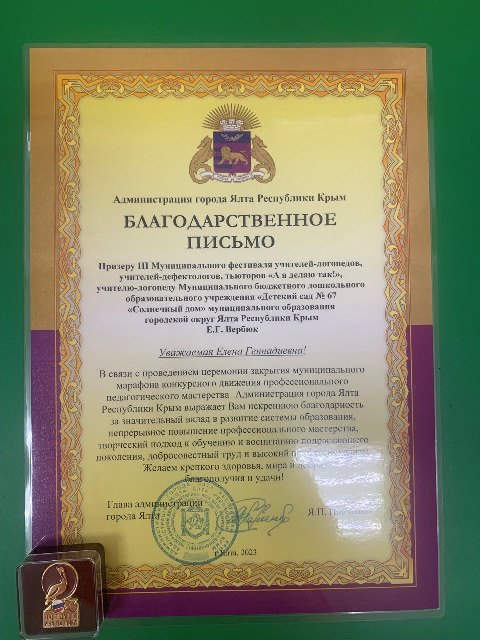 Администрация города Ялта Республики Крым
БЛАГОДАРСТВЕННОЕ
ПИСЬМО
Призеру III Муниципального фестиваля учителей-логопедов,
учителей-дефектологов, тьюторов «А я делаю так!»,
учителю-логопеду Муниципального бюджетного дошкольного
образовательного учреждения «Детский сад № 67
«Солнечный дом» муниципального образования
городской округ Ялта Республики Крым
Е.Г. Вербюк
Уважаемая Елена Геннадиевна!
В связи с проведением церемонии закрытия муниципального
марафона конкурсного движения профессионального
педагогического мастерства Администрация города Ялта
Республики Крым выражает Вам искреннюю благодарность
за значительный вклад в развитие системы образования,
непрерывное повышение профессионального мастерства,
творческий подход к обучению и воспитанию подрастающего
поколения, добросовестный труд и высокий
Желаем крепкого здоровья, мира и добра,
благополучия и удачи!
Глава администрации
города Ялта
Я.П.
г. Ялта, 2023